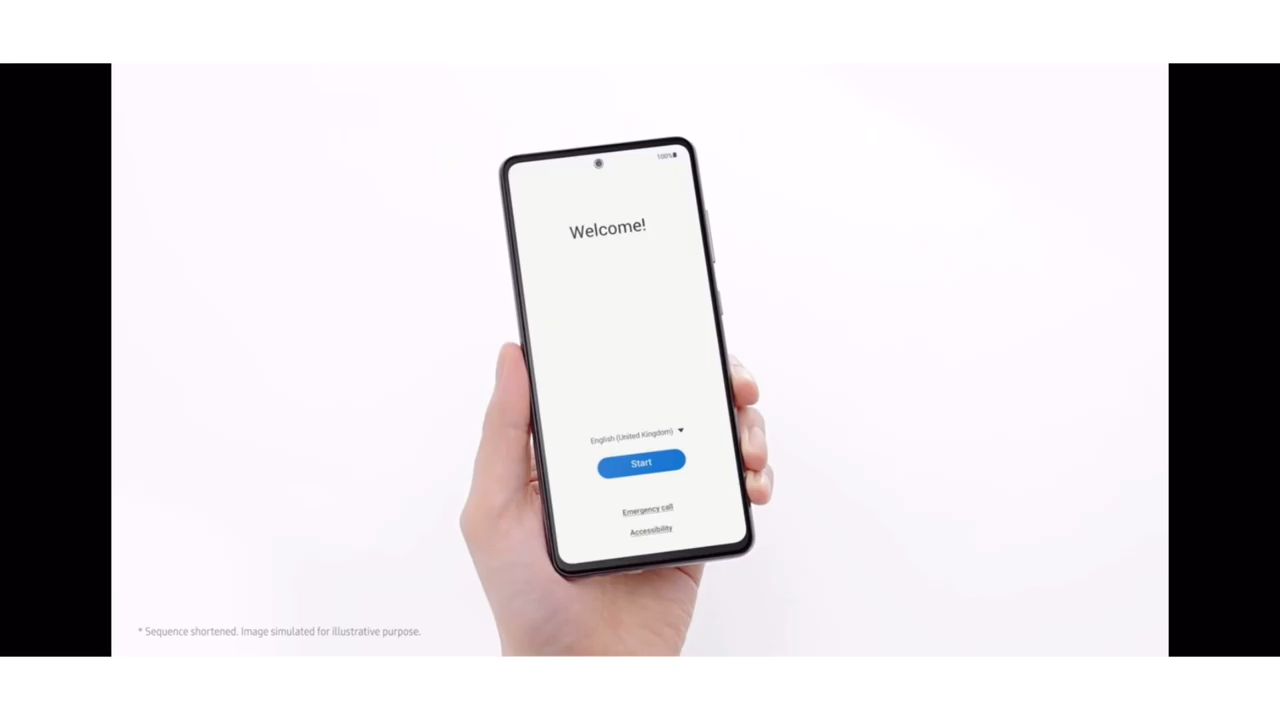 100%
Welcome!
English (United Kingdom)
Start
Emergency call
Accessibility
* Sequence shortened. Image simulated for illustrative purpose.